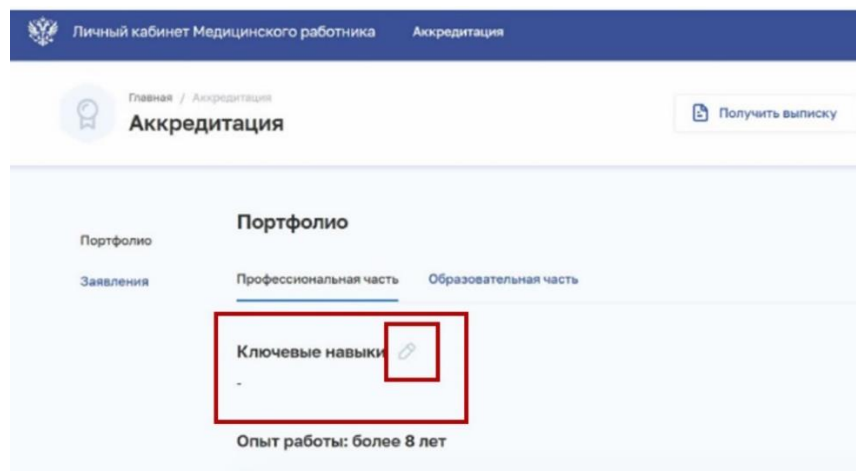 Личный кабинет Медицинского работника Аккредитация
Главная / Аккредитация
Аккредитация
Получить выписку
Портфолио
Портфолио
Заявления
Профессиональная часть Образовательная часть
Ключевые навыки
-
Опыт работы: более 8 лет